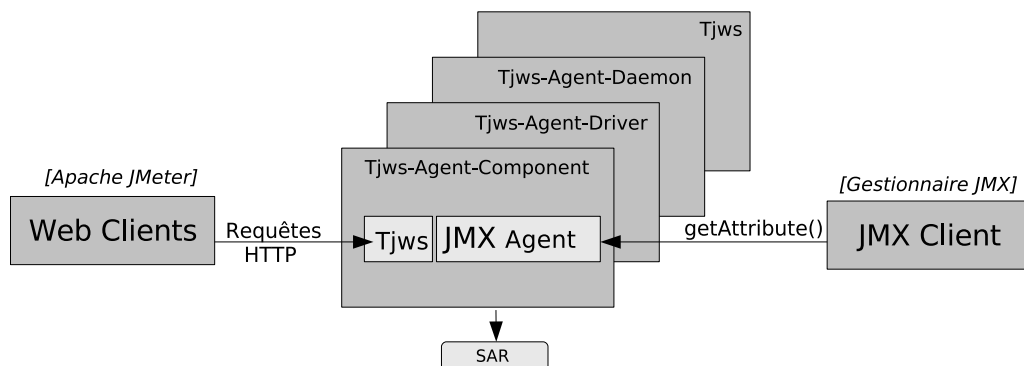 Tjws
Tjws-Agent-Daemon
Tjws-Agent-Driver
Tjws-Agent-Component
[Apache JMeter]
Web Clients
Requêtes
HTTP
Tjws
JMX Agent
getAttribute()
[Gestionnaire JMX]
JMX Client
SAR